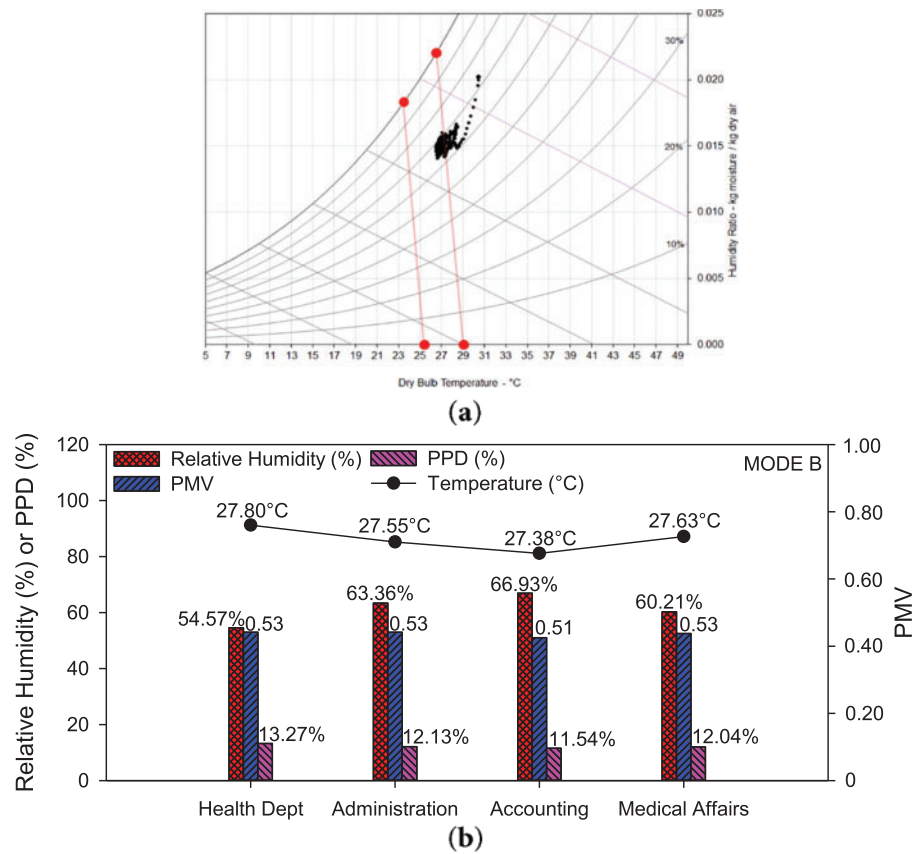 0.025
30%
0.020
20%
0.015
0.010
10%
0.005
0.000
Humidity Ratio - kg moisture / kg dry air
5 7 9 11 13 15 17 19 21 23 25 27 29 31 33 35 37 39 41 43 45 47 49
Dry Bulb Temperature - °C
(a)
Relative Humidity (%) or PPD (%)
120
100
80
60
40
20
0
Relative Humidity (%) PPD (%)
PMV Temperature (°C)
MODE B
27.80°C 27.55°C 27.38°C 27.63°C
54.57% 0.53 13.27%
63.36% 0.53 12.13%
66.93% 0.51 11.54%
60.21% 0.53 12.04%
1.00
0.80
0.60
0.40
0.20
0
PMV
Health Dept Administration Accounting Medical Affairs
(b)